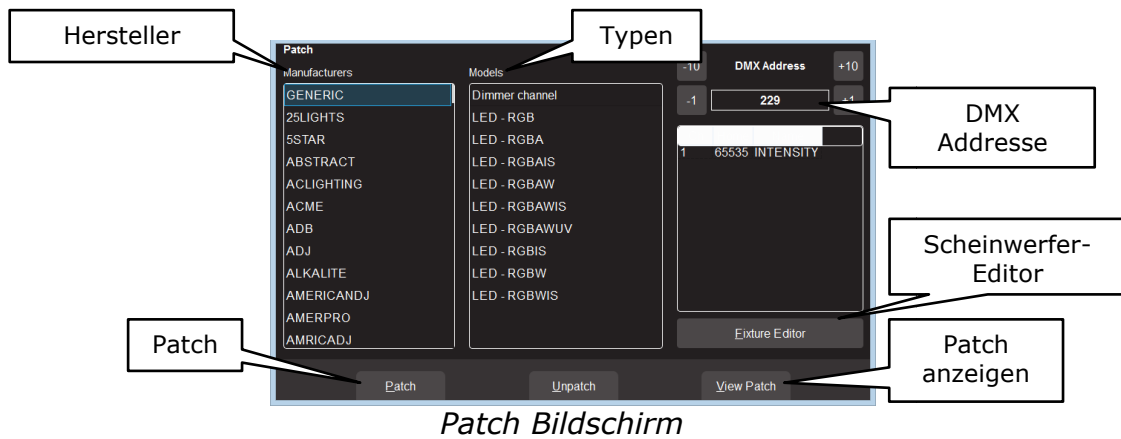 Hersteller
Typen
Patch
Manufacturers
Models
-10
DMX Address
+10
GENERIC
25LIGHTS
5STAR
ABSTRACT
ACLIGHTING
ACME
ADB
ADJ
ALKALITE
AMERICANDJ
AMERPRO
AMRICADJ
Dimmer channel
LED - RGB
LED - RGBA
LED - RGBAIS
LED - RGBAW
LED - RGBAWIS
LED - RGBAWUV
LED - RGBIS
LED - RGBW
LED - RGBWIS
-1
229
+1
1 65535 INTENSITY
DMX
Addresse
Scheinwerfer-
Editor
Fixture Editor
Patch
Patch
anzeigen
Patch
Unpatch
View Patch
Patch Bildschirm